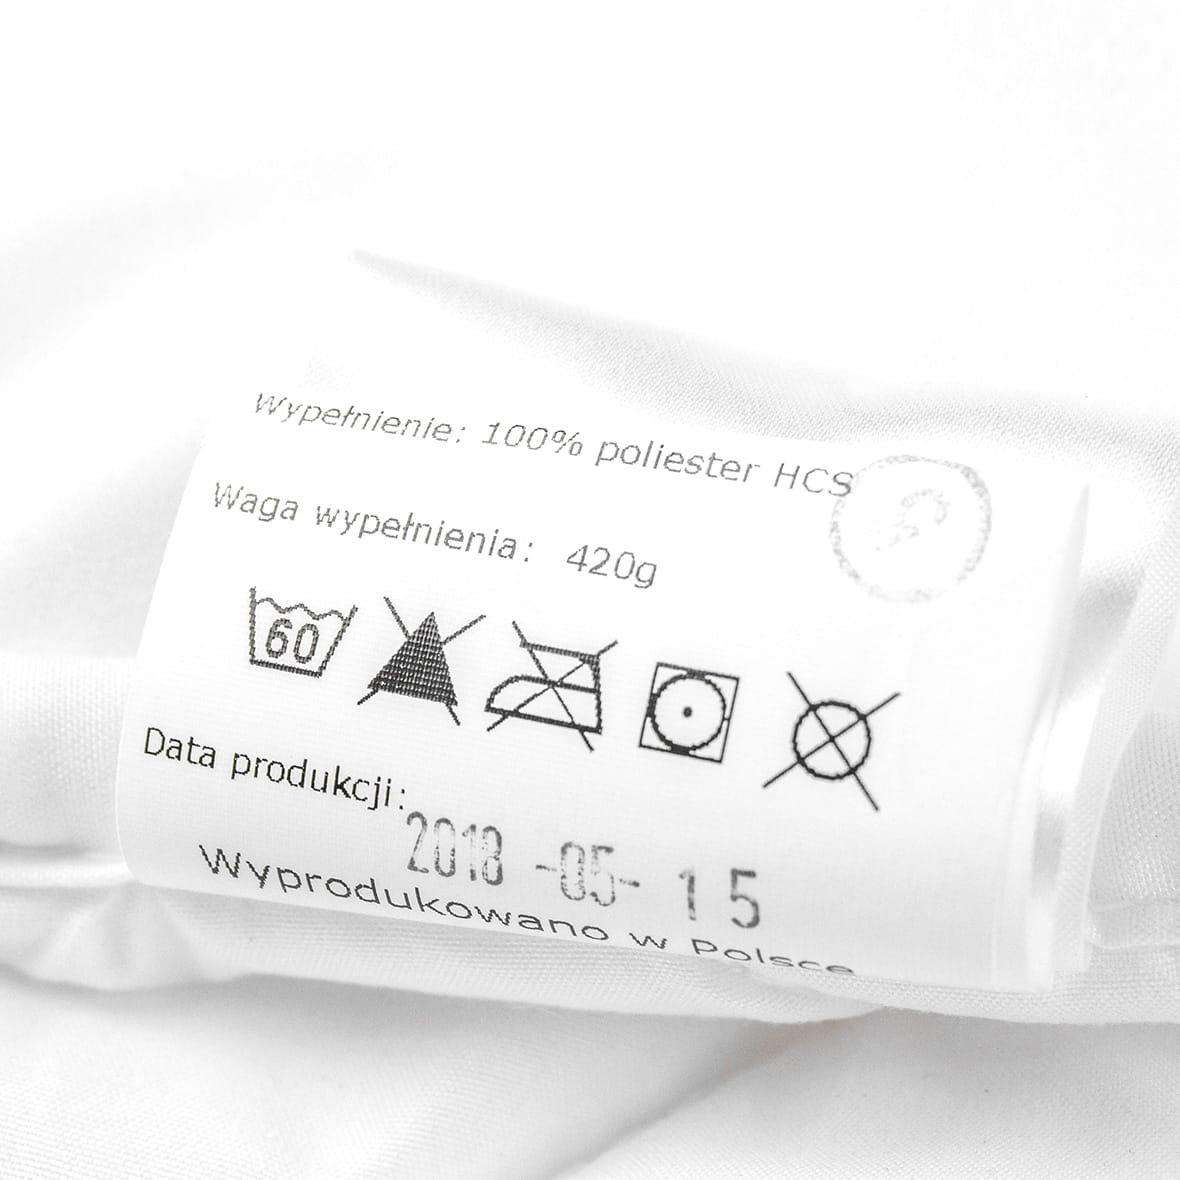 Wypełnienie: 100% poliester HCS
Waga wypełnienia: 420g
60
Data produkcji:
2018 -05- 15
Wyprodukowano w Polsce